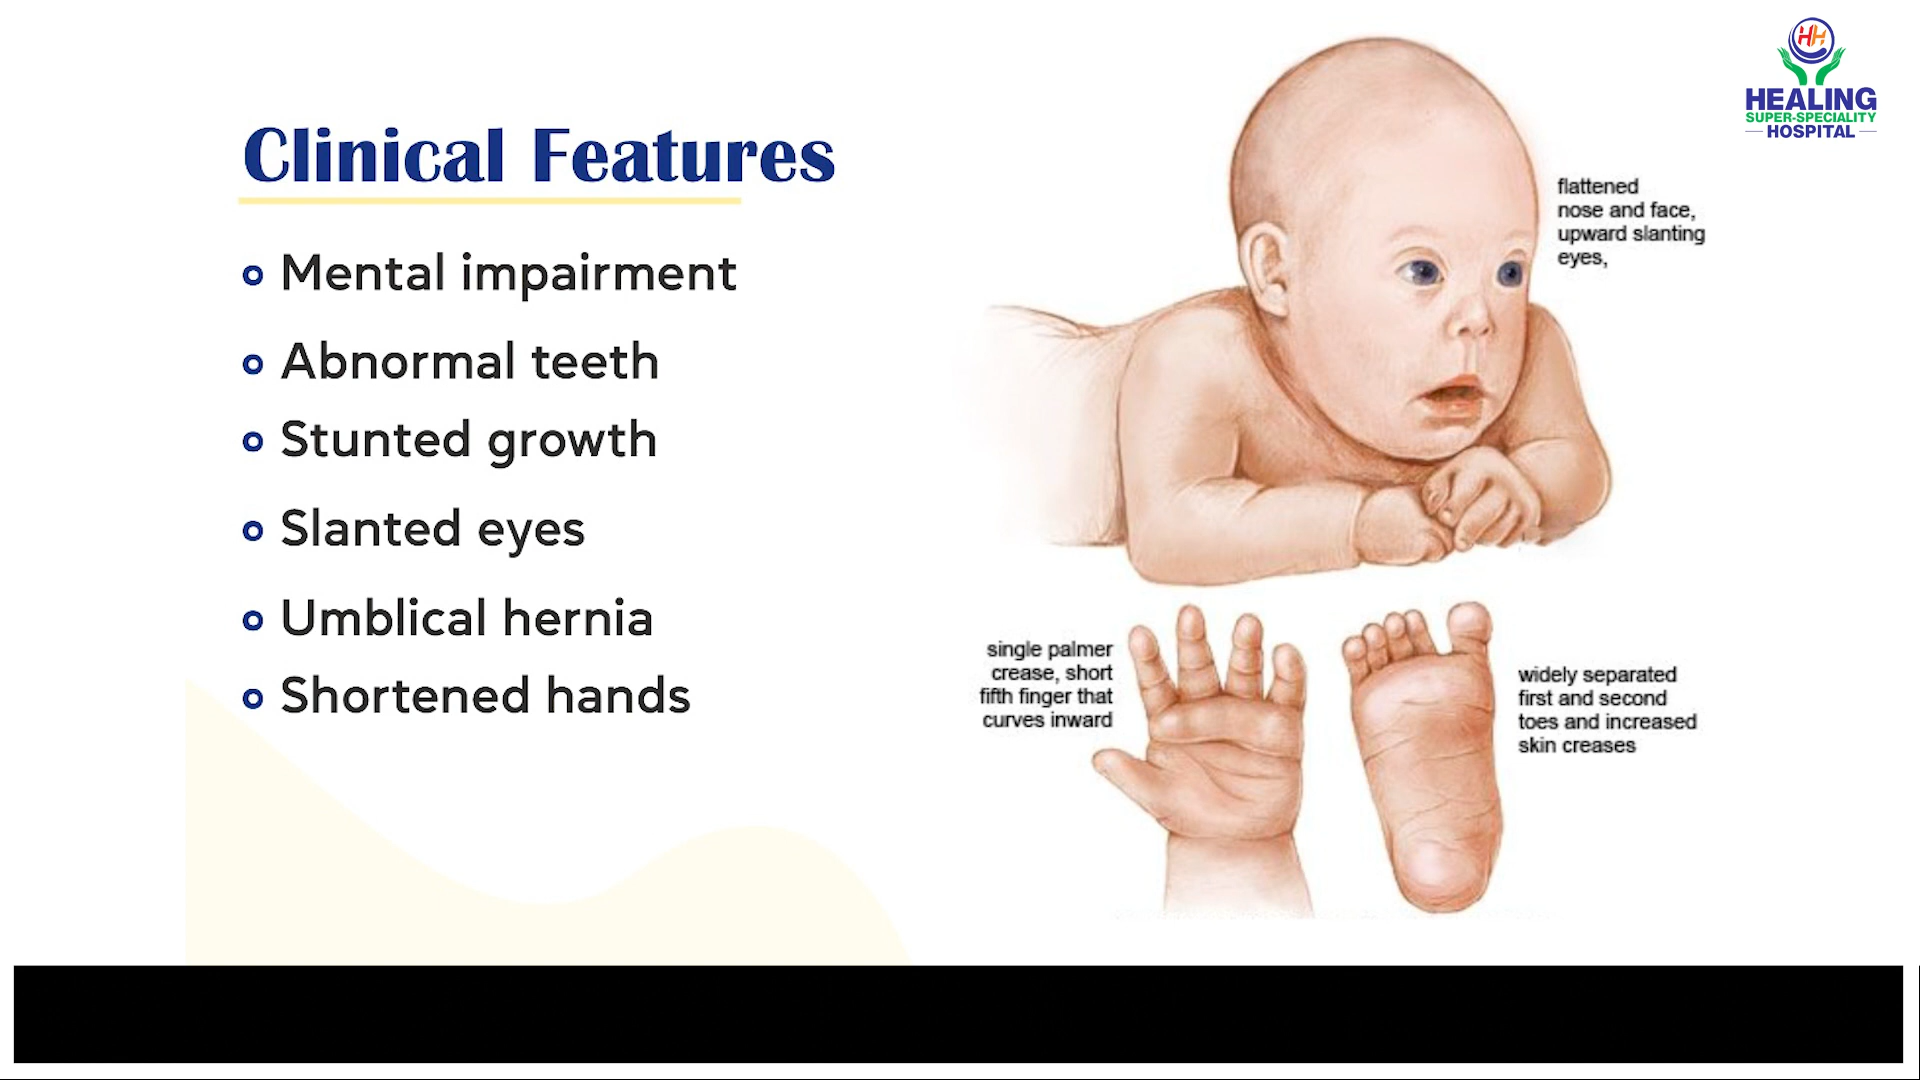 HH
HEALING
SUPER-SPECIALITY
HOSPITAL
Clinical Features
Mental impairment
Abnormal teeth
Stunted growth
Slanted eyes
Umblical hernia
Shortened hands
flattened
nose and face,
upward slanting
eyes,
single palmer
crease, short
fifth finger that
curves inward
widely separated
first and second
toes and increased
skin creases